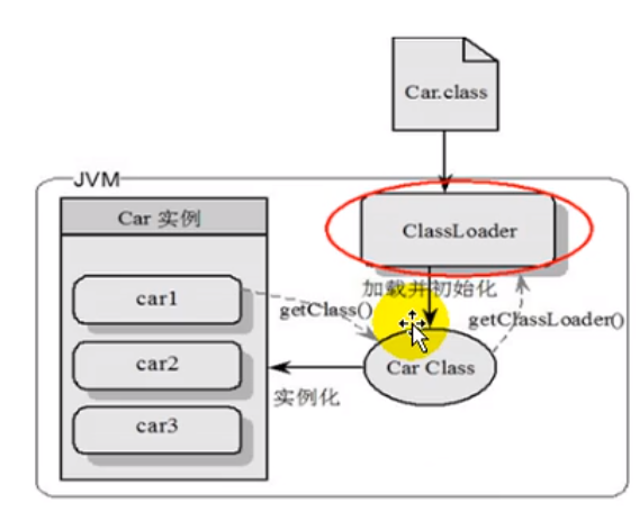 Car.class
JVM
Car 实例
ClassLoader
加载并初始化
car1
getClass()
getClassLoader()
car2
Car Class
实例化
car3